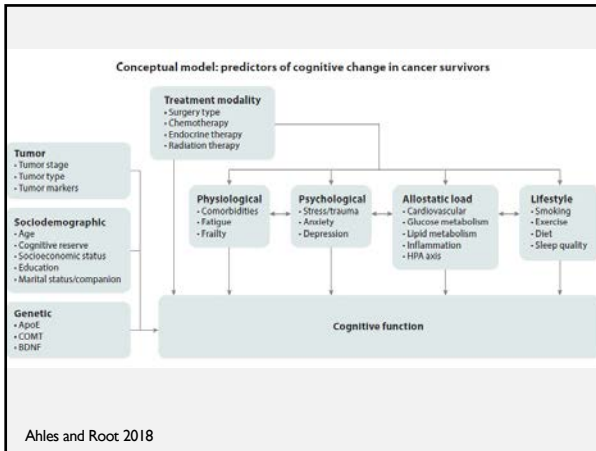 Conceptual model: predictors of cognitive change in cancer survivors
Treatment modality
• Surgery type
• Chemotherapy
• Endocrine therapy
• Radiation therapy
Tumor
• Tumor stage
• Tumor type
• Tumor markers
Sociodemographic
• Age
• Cognitive reserve
• Socioeconomic status
• Education
• Marital status/companion
Genetic
• ApoE
• COMT
• BDNF
Physiological
• Comorbidities
• Fatigue
• Frailty
Psychological
• Stress/trauma
• Anxiety
• Depression
Allostatic load
• Cardiovascular
• Glucose metabolism
• Lipid metabolism
• Inflammation
• HPA axis
Lifestyle
• Smoking
• Exercise
• Diet
• Sleep quality
Cognitive function
Ahles and Root 2018